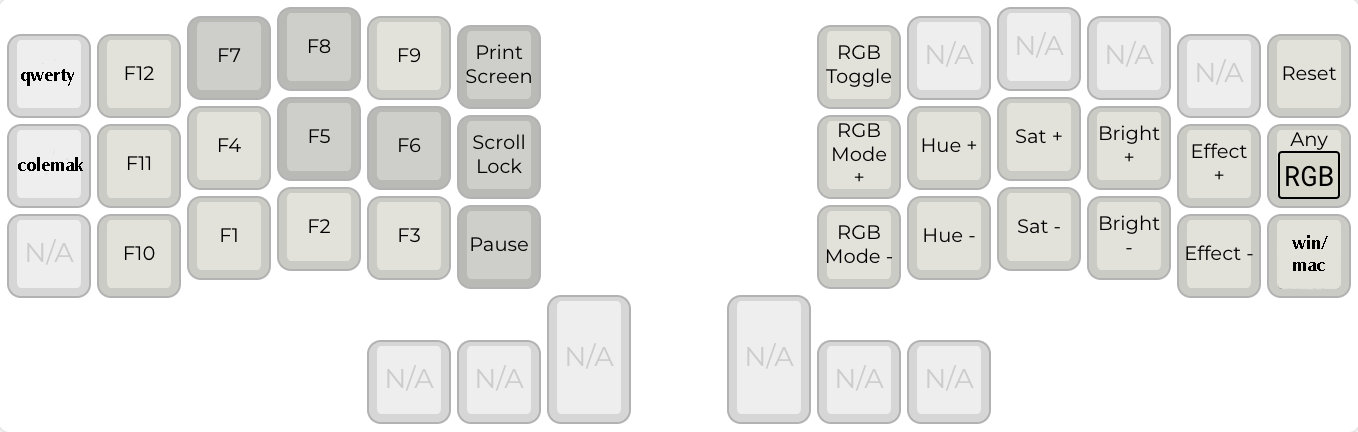 qwerty
F12
F7
F8
F9
Print
Screen
RGB
Toggle
N/A
N/A
N/A
N/A
Reset
colemak
F11
F4
F5
F6
Scroll
Lock
RGB
Mode
+
Hue +
Sat +
Bright
+
Effect
+
Any
RGB
N/A
F10
F1
F2
F3
Pause
RGB
Mode -
Hue -
Sat -
Bright
-
Effect -
win/
mac
N/A
N/A
N/A
N/A
N/A
N/A